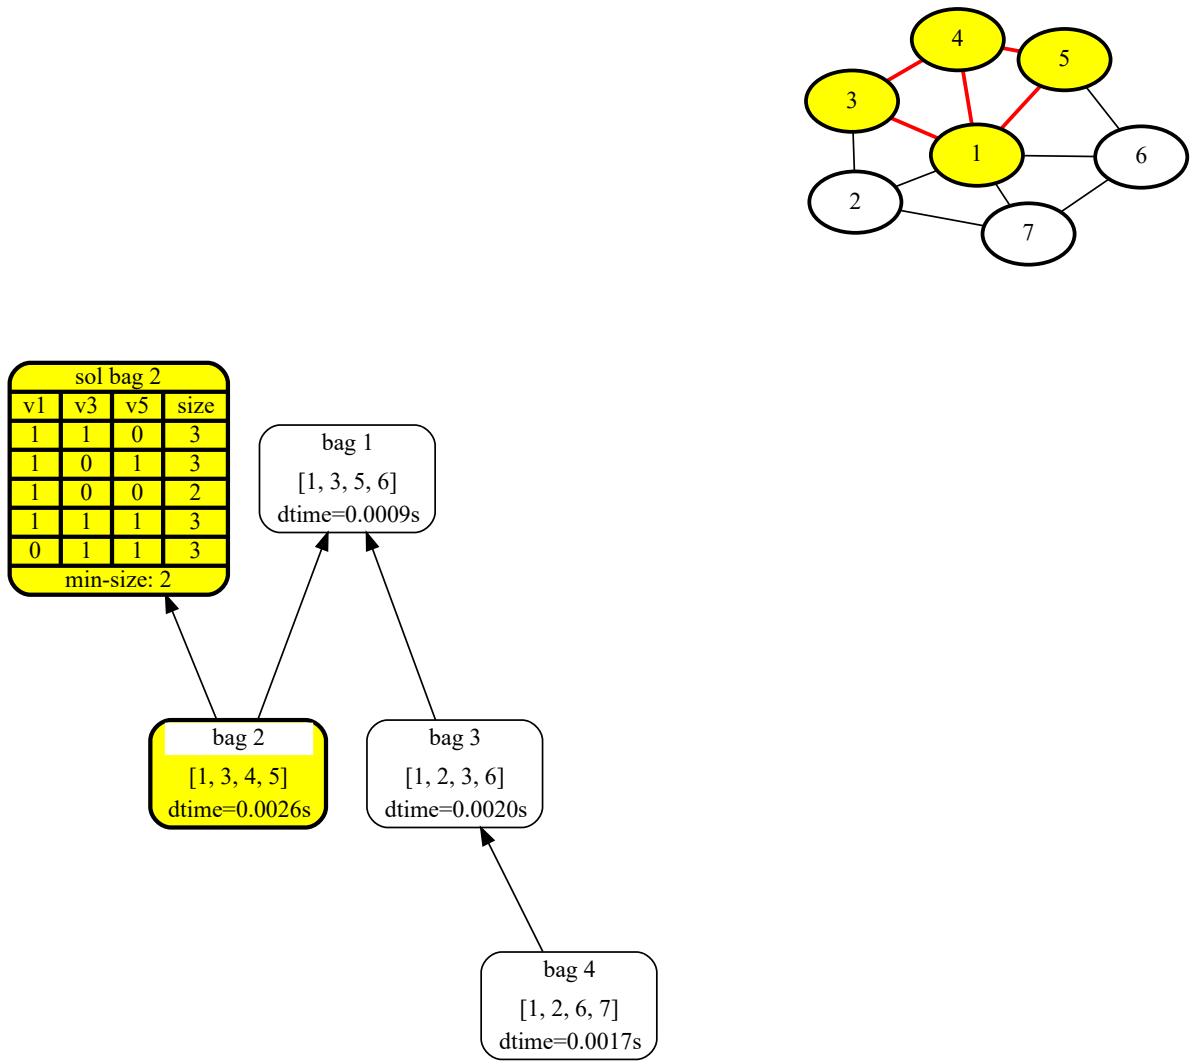 4
5
3
1
6
2
7
sol bag 2
v1 v3 v5 size
1 1 0 3
1 0 1 3
1 0 0 2
1 1 1 3
0 1 1 3
min-size: 2
bag 1
[1, 3, 5, 6]
dtime=0.0009s
bag 2
[1, 3, 4, 5]
dtime=0.0026s
bag 3
[1, 2, 3, 6]
dtime=0.0020s
bag 4
[1, 2, 6, 7]
dtime=0.0017s